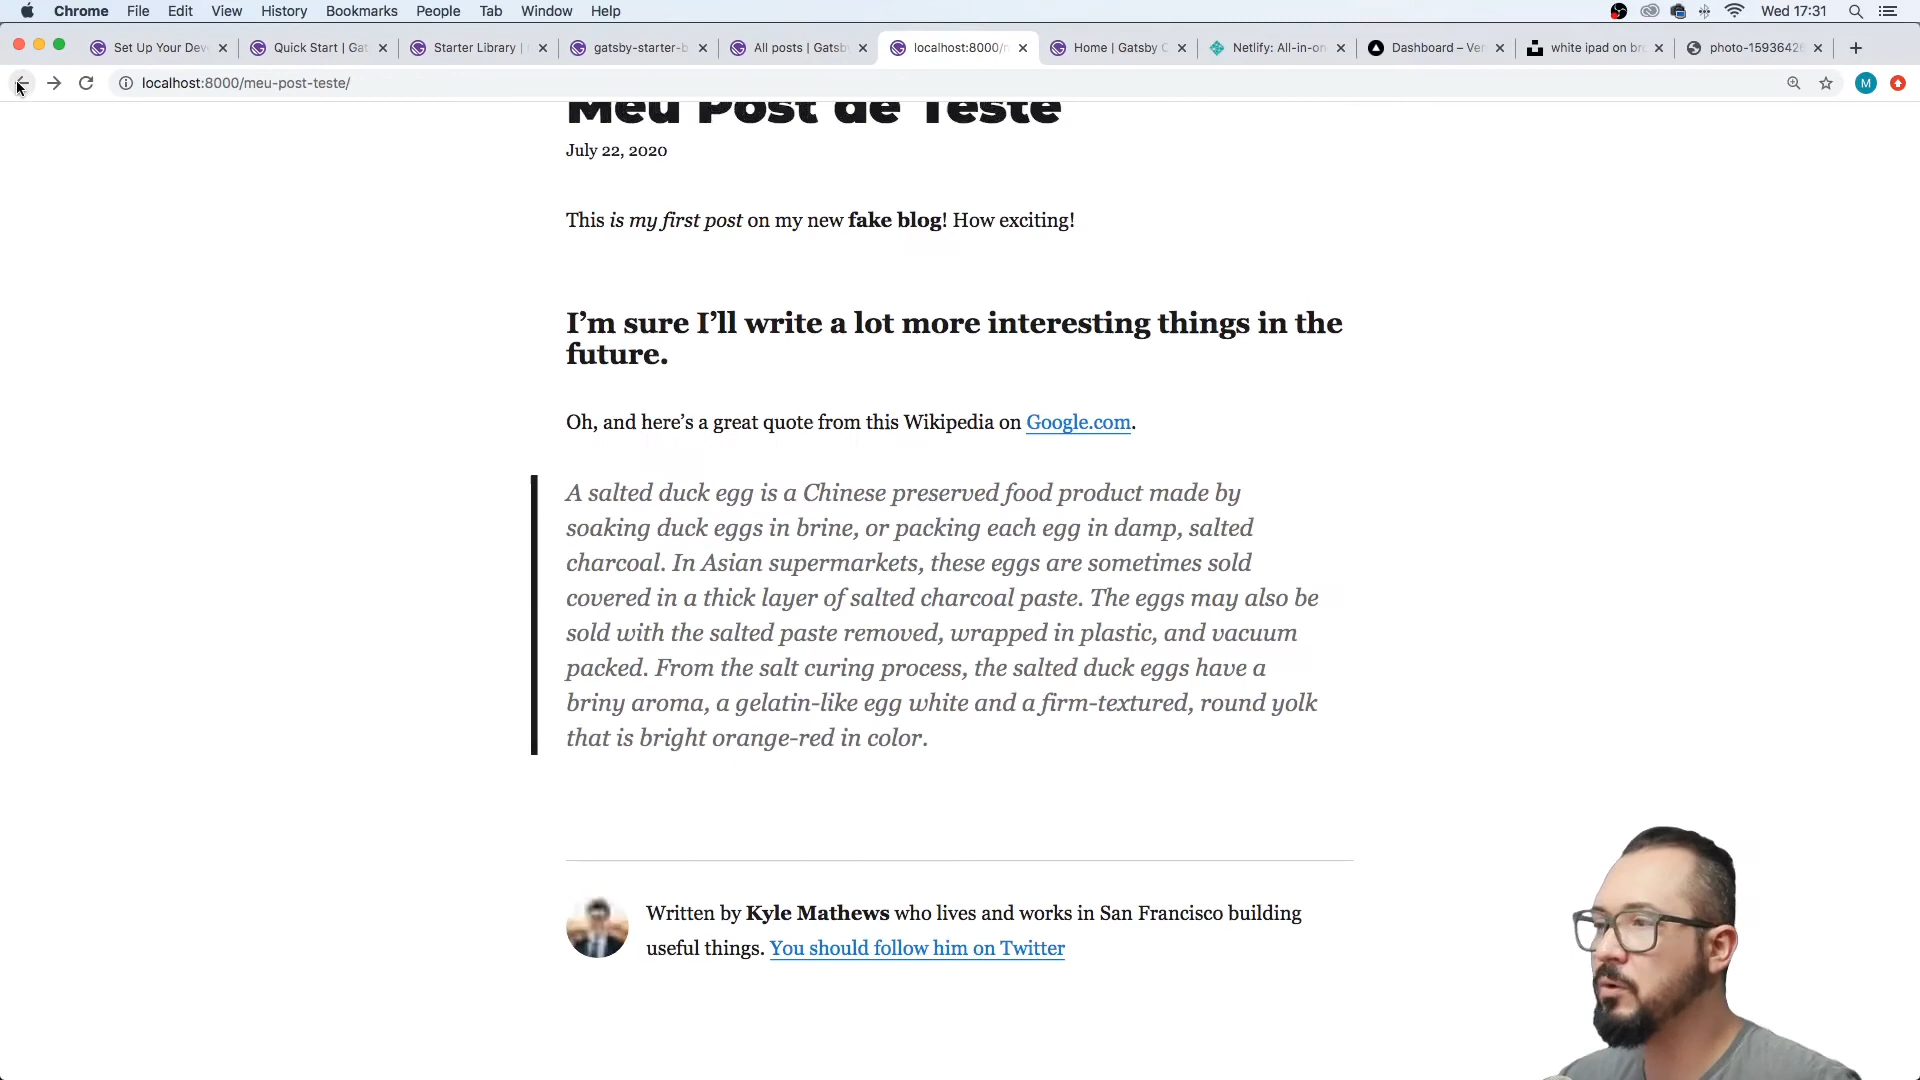 Chrome File Edit View History Bookmarks People Tab Window Help Wed 17:31
Set Up Your Dev Quick Start | Gat Starter Library | gatsby-starter-b All posts | Gatsby localhost:8000/ Home | Gatsby Netlify: All-in-on Dashboard – Ver white ipad on br photo-1593642
localhost:8000/meu-post-teste/ M
Meu Post de Teste
July 22, 2020
This is my first post on my new fake blog! How exciting!
I’m sure I’ll write a lot more interesting things in the
future.
Oh, and here’s a great quote from this Wikipedia on Google.com.
A salted duck egg is a Chinese preserved food product made by
soaking duck eggs in brine, or packing each egg in damp, salted
charcoal. In Asian supermarkets, these eggs are sometimes sold
covered in a thick layer of salted charcoal paste. The eggs may also be
sold with the salted paste removed, wrapped in plastic, and vacuum
packed. From the salt curing process, the salted duck eggs have a
briny aroma, a gelatin-like egg white and a firm-textured, round yolk
that is bright orange-red in color.
Written by Kyle Mathews who lives and works in San Francisco building
useful things. You should follow him on Twitter